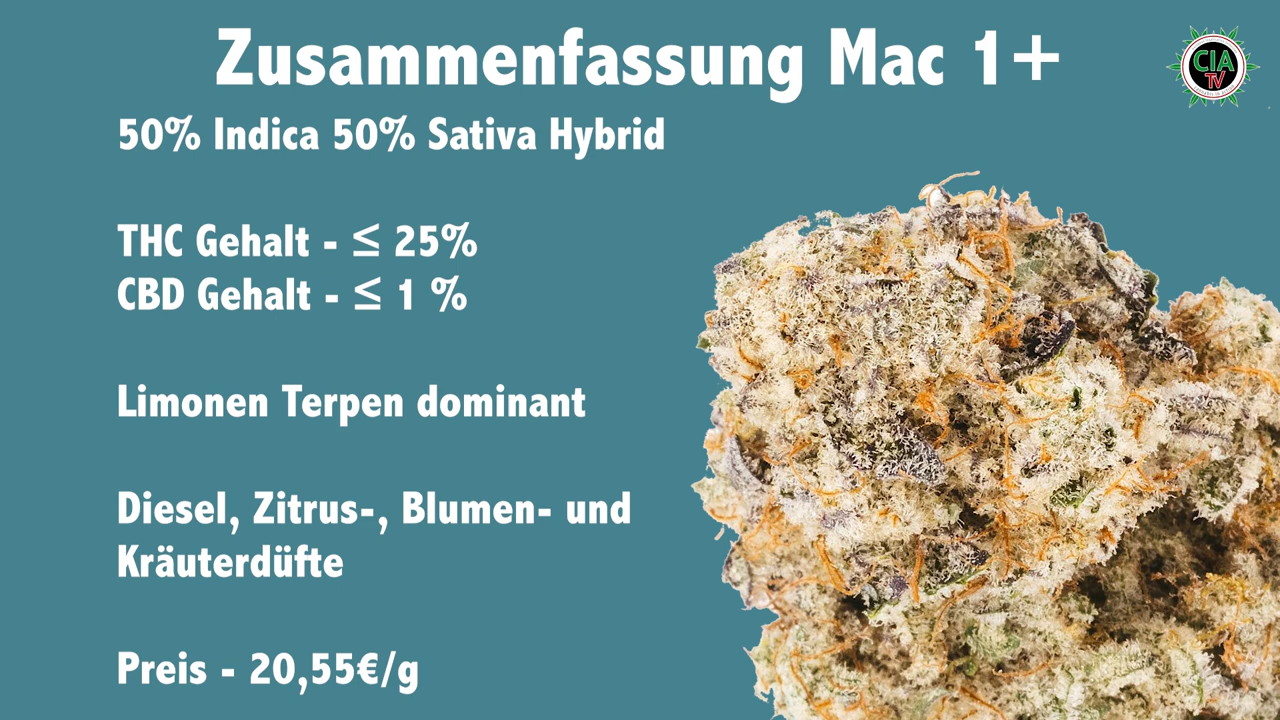 Zusammenfassung Mac 1+
CIA
TV
50% Indica 50% Sativa Hybrid
THC Gehalt - ≤ 25%
CBD Gehalt - ≤ 1 %
Limonen Terpen dominant
Diesel, Zitrus-, Blumen- und
Kräuterdüfte
Preis - 20,55€/g